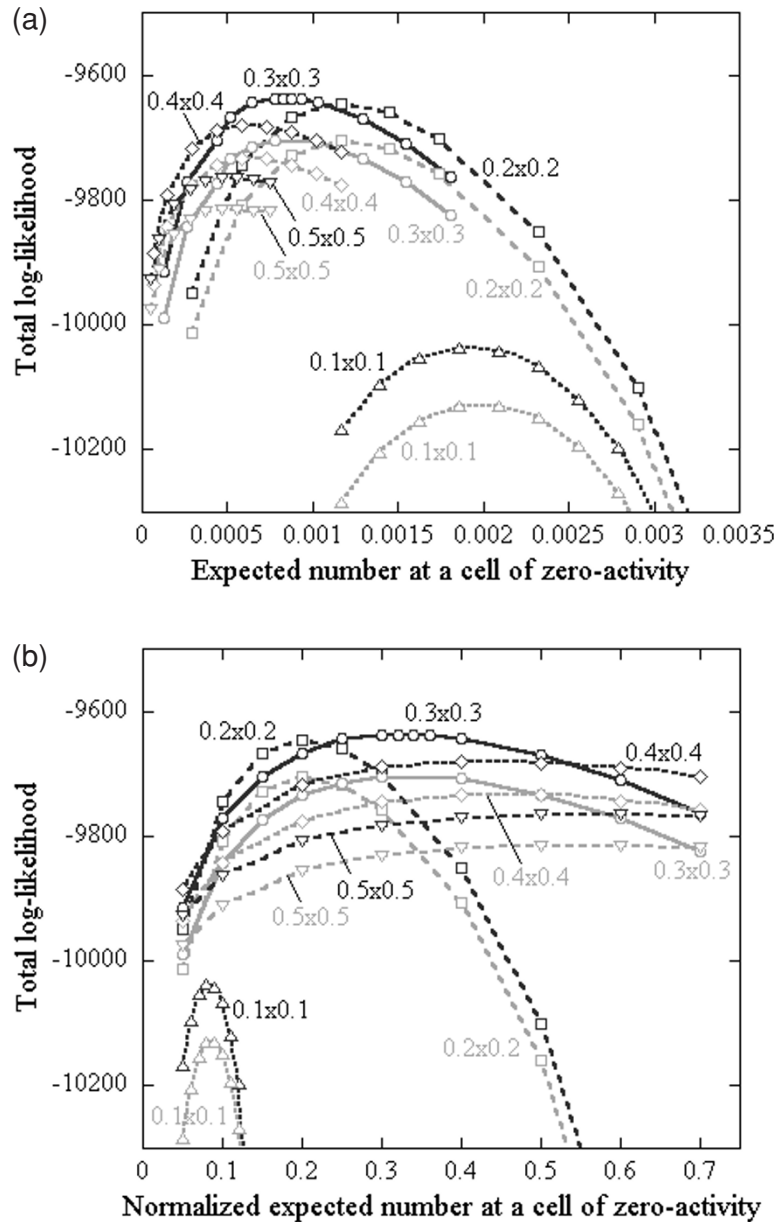 (a)
-9600
-9800
-10000
-10200
Total log-likelihood
0.3x0.3
0.4x0.4
0.2x0.2
0.4x0.4
0.5x0.5
0.3x0.3
0.5x0.5
0.2x0.2
0.1x0.1
0.1x0.1
0 0.0005 0.001 0.0015 0.002 0.0025 0.003 0.0035
Expected number at a cell of zero-activity
(b)
-9600
-9800
-10000
-10200
Total log-likelihood
0.2x0.2
0.3x0.3
0.4x0.4
0.4x0.4
0.3x0.3
0.5x0.5
0.5x0.5
0.1x0.1
0.2x0.2
0.1x0.1
0 0.1 0.2 0.3 0.4 0.5 0.6 0.7
Normalized expected number at a cell of zero-activity